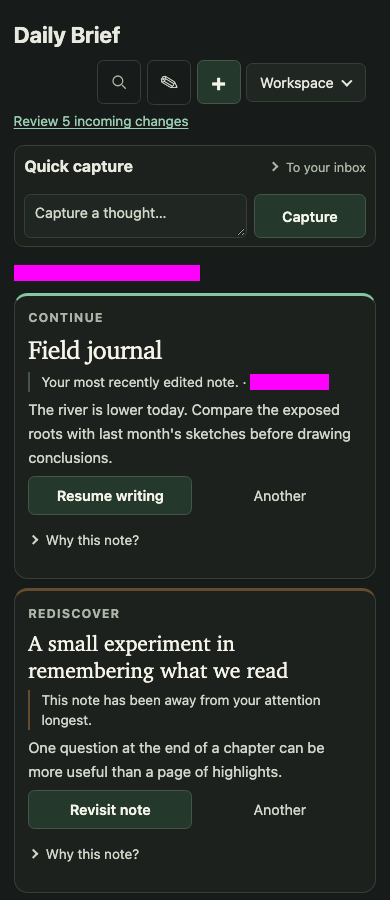 Daily Brief
Workspace
Review 5 incoming changes
Quick capture
To your inbox
Capture a thought...
Capture
CONTINUE
Field journal
Your most recently edited note. ·
The river is lower today. Compare the exposed
roots with last month's sketches before drawing
conclusions.
Resume writing
Another
Why this note?
REDISCOVER
A small experiment in
remembering what we read
This note has been away from your attention
longest.
One question at the end of a chapter can be
more useful than a page of highlights.
Revisit note
Another
Why this note?